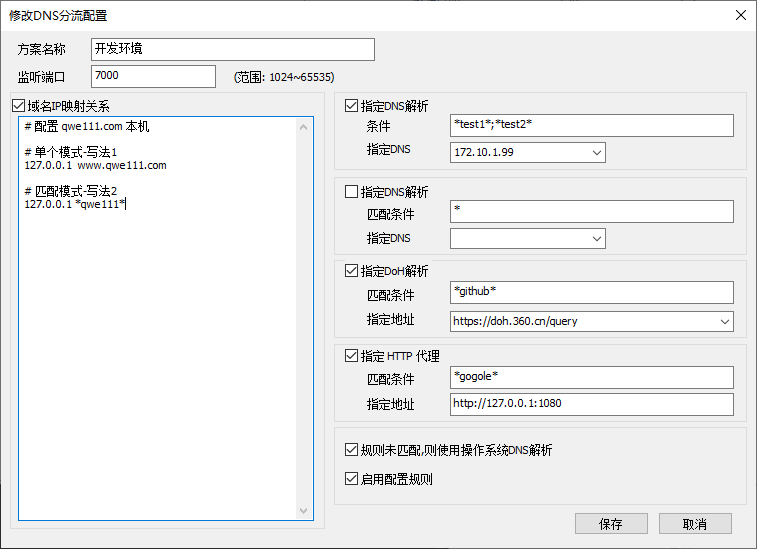 修改DNS分流配置
方案名称 开发环境
监听端口 7000 (范围: 1024~65535)
域名IP映射关系
# 配置 qwe111.com 本机
# 单个模式-写法1
127.0.0.1 www.qwe111.com
# 匹配模式-写法2
127.0.0.1 *qwe111*
指定DNS解析
条件 *test1*;*test2*
指定DNS 172.10.1.99
指定DNS解析
匹配条件 *
指定DNS
指定DoH解析
匹配条件 *github*
指定地址 https://doh.360.cn/query
指定 HTTP 代理
匹配条件 *gogole*
指定地址 http://127.0.0.1:1080
规则未匹配,则使用操作系统DNS解析
启用配置规则
保存 取消